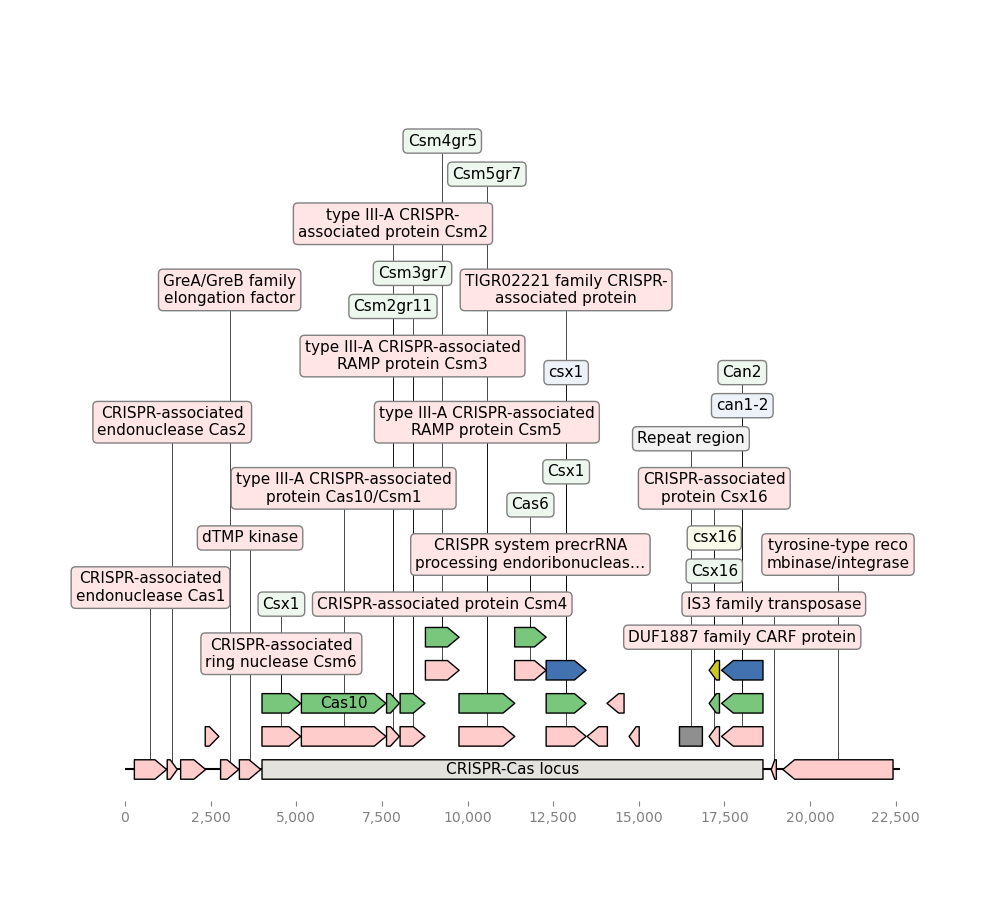 Csm4gr5
Csm5gr7
type III-A CRISPR-
associated protein Csm2
Csm3gr7
GreA/GreB family
elongation factor
TIGR02221 family CRISPR-
associated protein
Csm2gr11
type III-A CRISPR-associated
RAMP protein Csm3
csx1
Can2
can1-2
CRISPR-associated
endonuclease Cas2
type III-A CRISPR-associated
RAMP protein Csm5
Repeat region
Csx1
type III-A CRISPR-associated
protein Cas10/Csm1
CRISPR-associated
protein Csx16
Cas6
dTMP kinase
csx16
CRISPR system precrRNA
processing endoribonucleas...
tyrosine-type reco
mbinase/integrase
Csx16
CRISPR-associated
endonuclease Cas1
Csx1
CRISPR-associated protein Csm4
IS3 family transposase
DUF1887 family CARF protein
CRISPR-associated
ring nuclease Csm6
Cas10
CRISPR-Cas locus
0
2,500
5,000
7,500
10,000
12,500
15,000
17,500
20,000
22,500